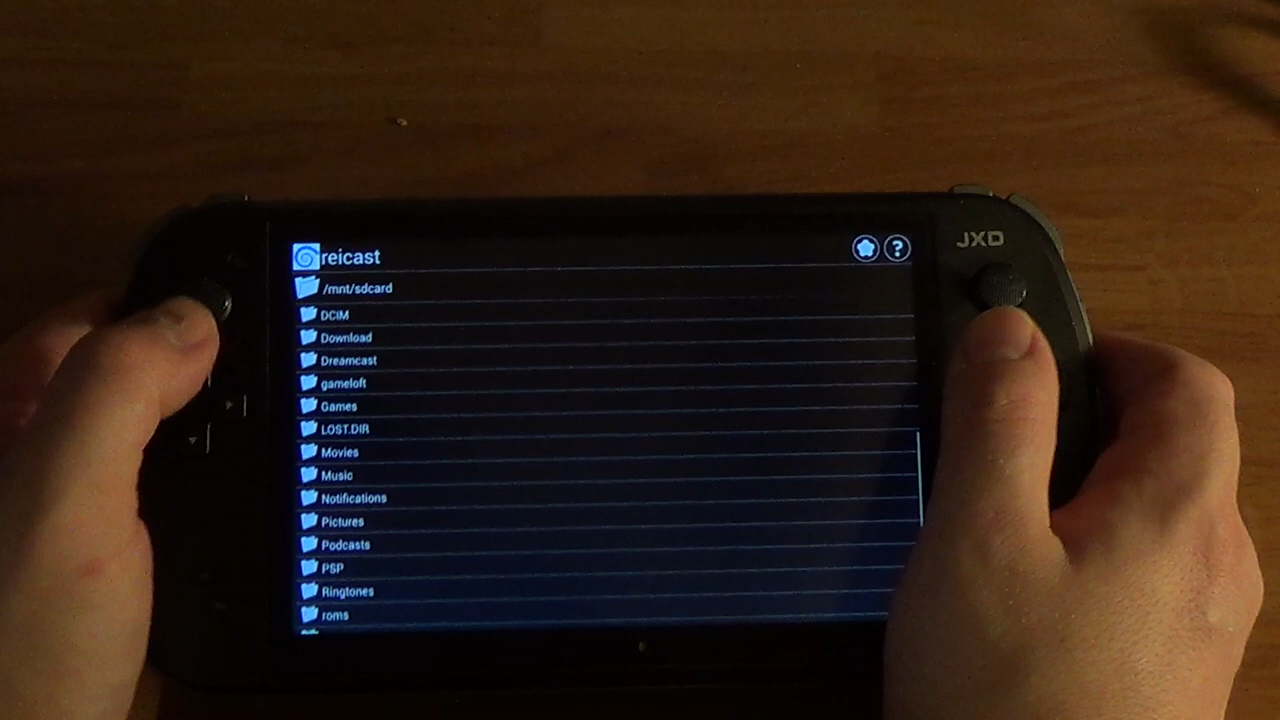 reicast
?
JXD
/mnt/sdcard
DCIM
Download
Dreamcast
gameloft
Games
LOST.DIR
Movies
Music
Notifications
Pictures
Podcasts
PSP
Ringtones
roms